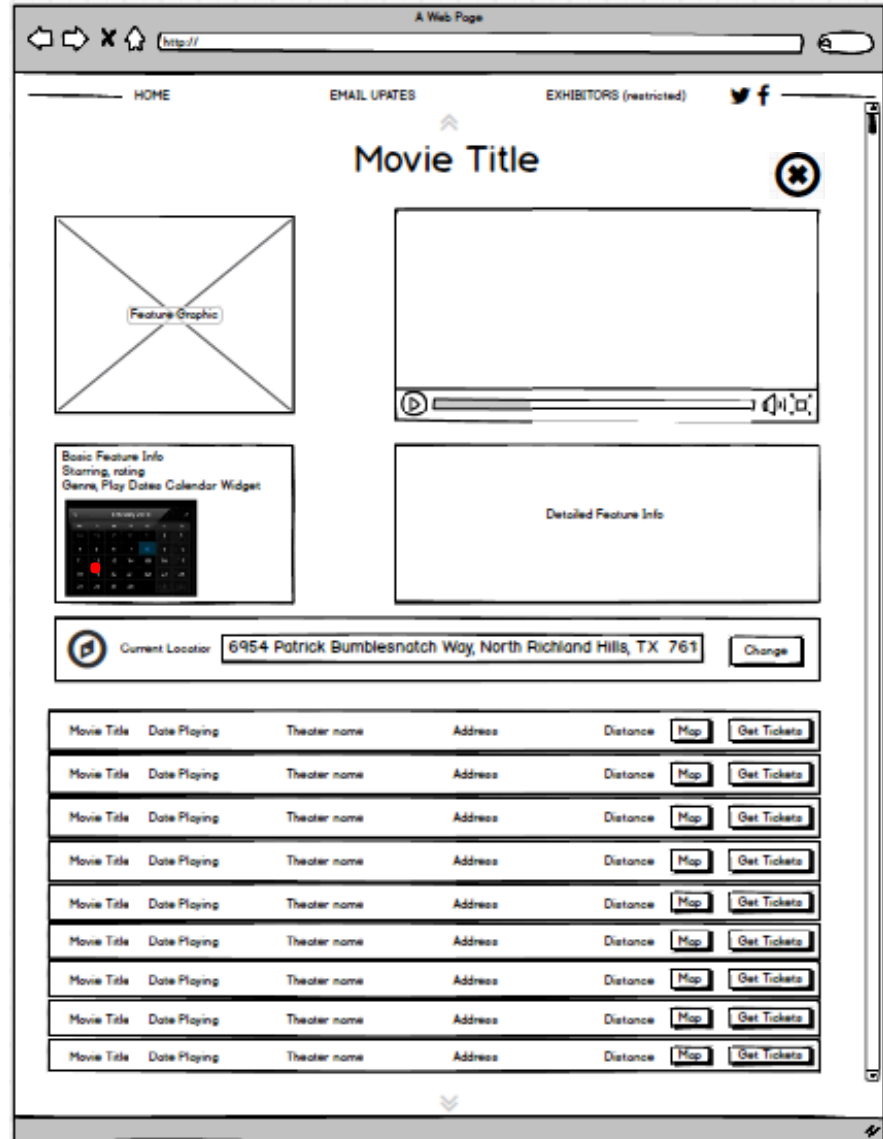 A Web Page
http://
HOME EMAIL UPATES EXHIBITORS (restricted)
Movie Title
Feature Graphic
Basic Feature Info
Starring, rating
Genre, Play Dates Calendar Widget
Detailed Feature Info
Current Locatior 6954 Patrick Bumblesnatch Way, North Richland Hills, TX 761 Change
Movie Title Date Playing Theater name Address Distance Map Get Tickets
Movie Title Date Playing Theater name Address Distance Map Get Tickets
Movie Title Date Playing Theater name Address Distance Map Get Tickets
Movie Title Date Playing Theater name Address Distance Map Get Tickets
Movie Title Date Playing Theater name Address Distance Map Get Tickets
Movie Title Date Playing Theater name Address Distance Map Get Tickets
Movie Title Date Playing Theater name Address Distance Map Get Tickets
Movie Title Date Playing Theater name Address Distance Map Get Tickets
Movie Title Date Playing Theater name Address Distance Map Get Tickets